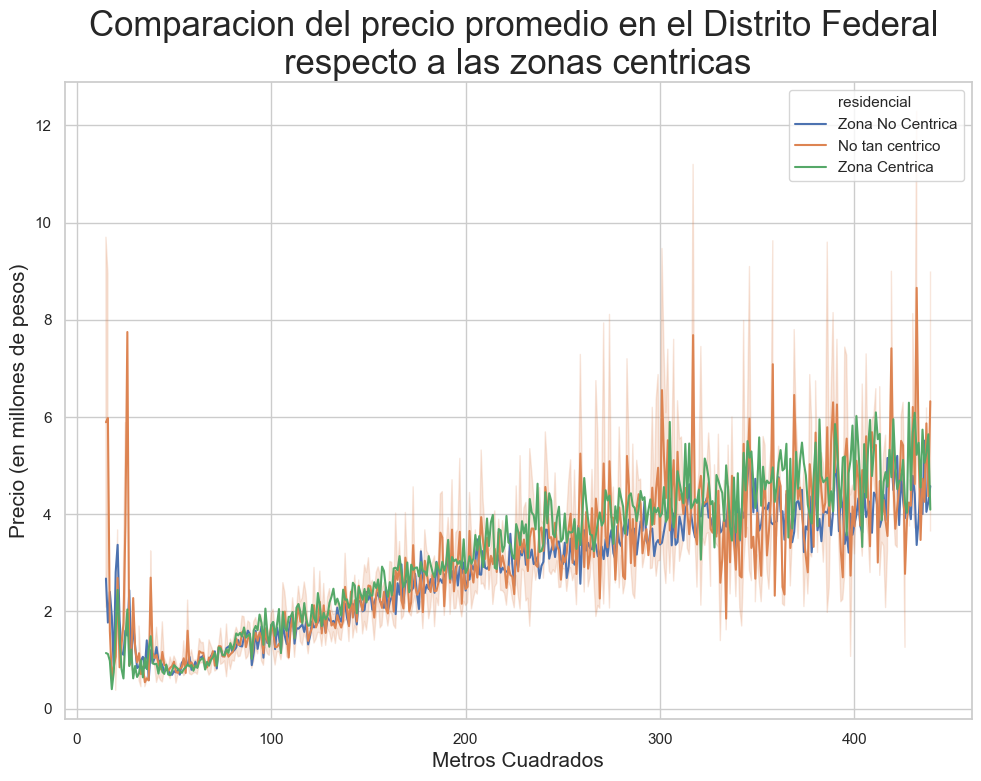 Comparacion del precio promedio en el Distrito Federal
respecto a las zonas centricas
residencial
Zona No Centrica
No tan centrico
Zona Centrica
Precio (en millones de pesos)
12
10
8
6
4
2
0
0 100 200 300 400
Metros Cuadrados